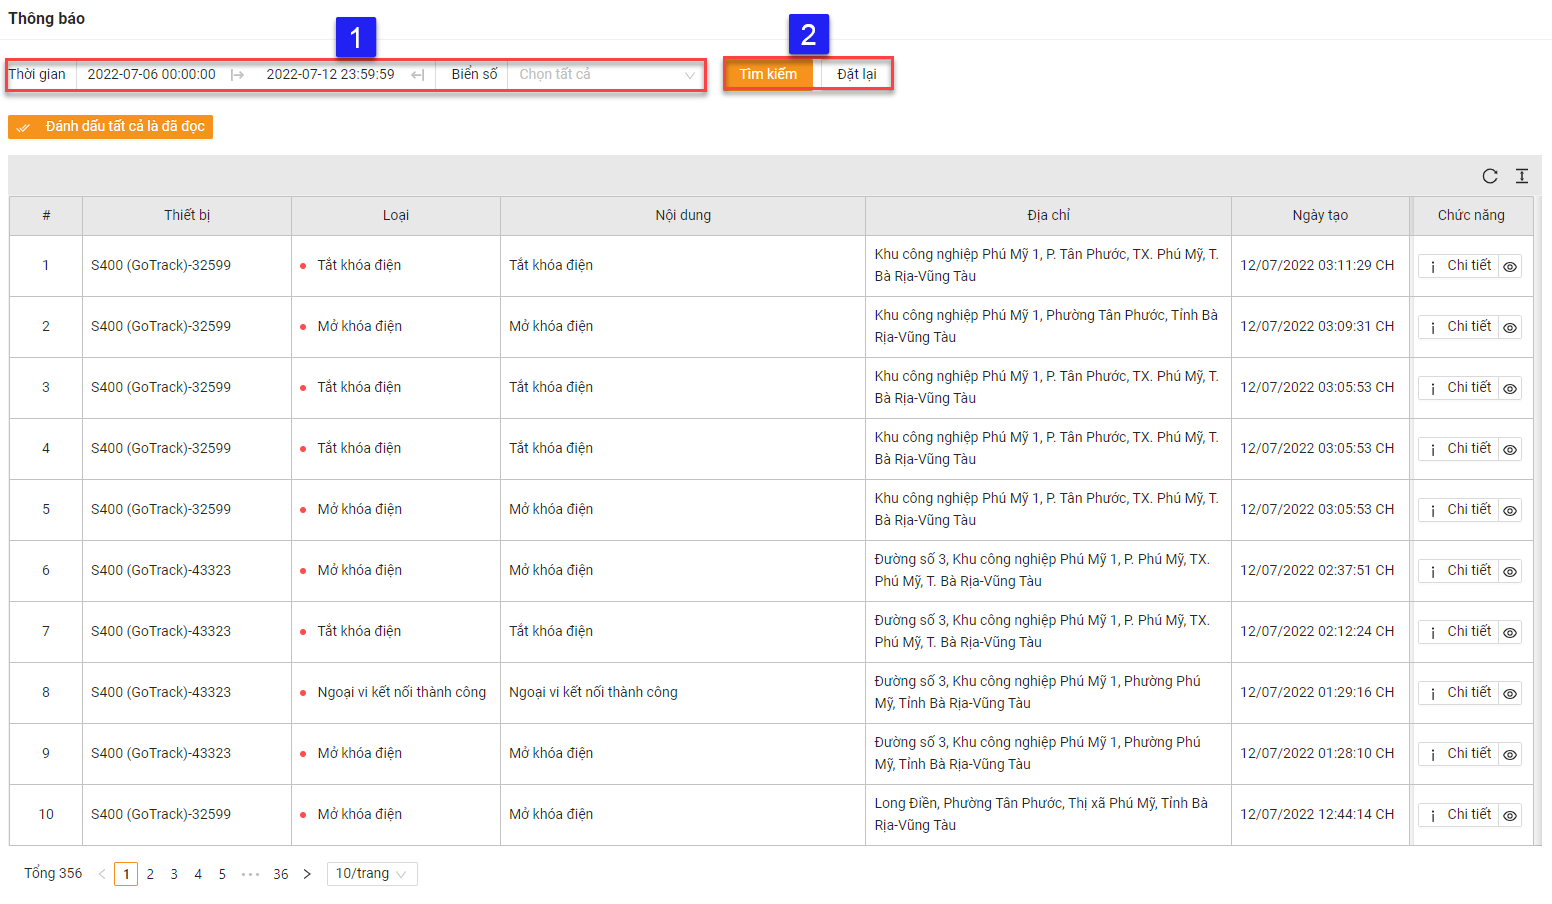 Thông báo
1
2
Thời gian 2022-07-06 00:00:00 2022-07-12 23:59:59 Biển số Chọn tất cả Tìm kiếm Đặt lại
Đánh dấu tất cả là đã đọc
# Thiết bị Loại Nội dung Địa chỉ Ngày tạo Chức năng
1 S400 (GoTrack)-32599 Tắt khóa điện Tắt khóa điện Khu công nghiệp Phú Mỹ 1, P. Tân Phước, TX. Phú Mỹ, T. 12/07/2022 03:11:29 CH Chi tiết
Bà Rịa-Vũng Tàu
2 S400 (GoTrack)-32599 Mở khóa điện Mở khóa điện Khu công nghiệp Phú Mỹ 1, Phường Tân Phước, Tỉnh Bà 12/07/2022 03:09:31 CH Chi tiết
Rịa-Vũng Tàu
3 S400 (GoTrack)-32599 Tắt khóa điện Tắt khóa điện Khu công nghiệp Phú Mỹ 1, P. Tân Phước, TX. Phú Mỹ, T. 12/07/2022 03:05:53 CH Chi tiết
Bà Rịa-Vũng Tàu
4 S400 (GoTrack)-32599 Tắt khóa điện Tắt khóa điện Khu công nghiệp Phú Mỹ 1, P. Tân Phước, TX. Phú Mỹ, T. 12/07/2022 03:05:53 CH Chi tiết
Bà Rịa-Vũng Tàu
5 S400 (GoTrack)-32599 Mở khóa điện Mở khóa điện Khu công nghiệp Phú Mỹ 1, P. Tân Phước, TX. Phú Mỹ, T. 12/07/2022 03:05:53 CH Chi tiết
Bà Rịa-Vũng Tàu
6 S400 (GoTrack)-43323 Mở khóa điện Mở khóa điện Đường số 3, Khu công nghiệp Phú Mỹ 1, P. Phú Mỹ, TX. 12/07/2022 02:37:51 CH Chi tiết
Phú Mỹ, T. Bà Rịa-Vũng Tàu
7 S400 (GoTrack)-43323 Tắt khóa điện Tắt khóa điện Đường số 3, Khu công nghiệp Phú Mỹ 1, P. Phú Mỹ, TX. 12/07/2022 02:12:24 CH Chi tiết
Phú Mỹ, T. Bà Rịa-Vũng Tàu
8 S400 (GoTrack)-43323 Ngoại vi kết nối thành công Ngoại vi kết nối thành công Đường số 3, Khu công nghiệp Phú Mỹ 1, Phường Phú 12/07/2022 01:29:16 CH Chi tiết
Mỹ, Tỉnh Bà Rịa-Vũng Tàu
9 S400 (GoTrack)-43323 Mở khóa điện Mở khóa điện Đường số 3, Khu công nghiệp Phú Mỹ 1, Phường Phú 12/07/2022 01:28:10 CH Chi tiết
Mỹ, Tỉnh Bà Rịa-Vũng Tàu
10 S400 (GoTrack)-32599 Mở khóa điện Mở khóa điện Long Điền, Phường Tân Phước, Thị xã Phú Mỹ, Tỉnh Bà 12/07/2022 12:44:14 CH Chi tiết
Rịa-Vũng Tàu
Tổng 356 < 1 2 3 4 5 ••• 36 > 10/trang